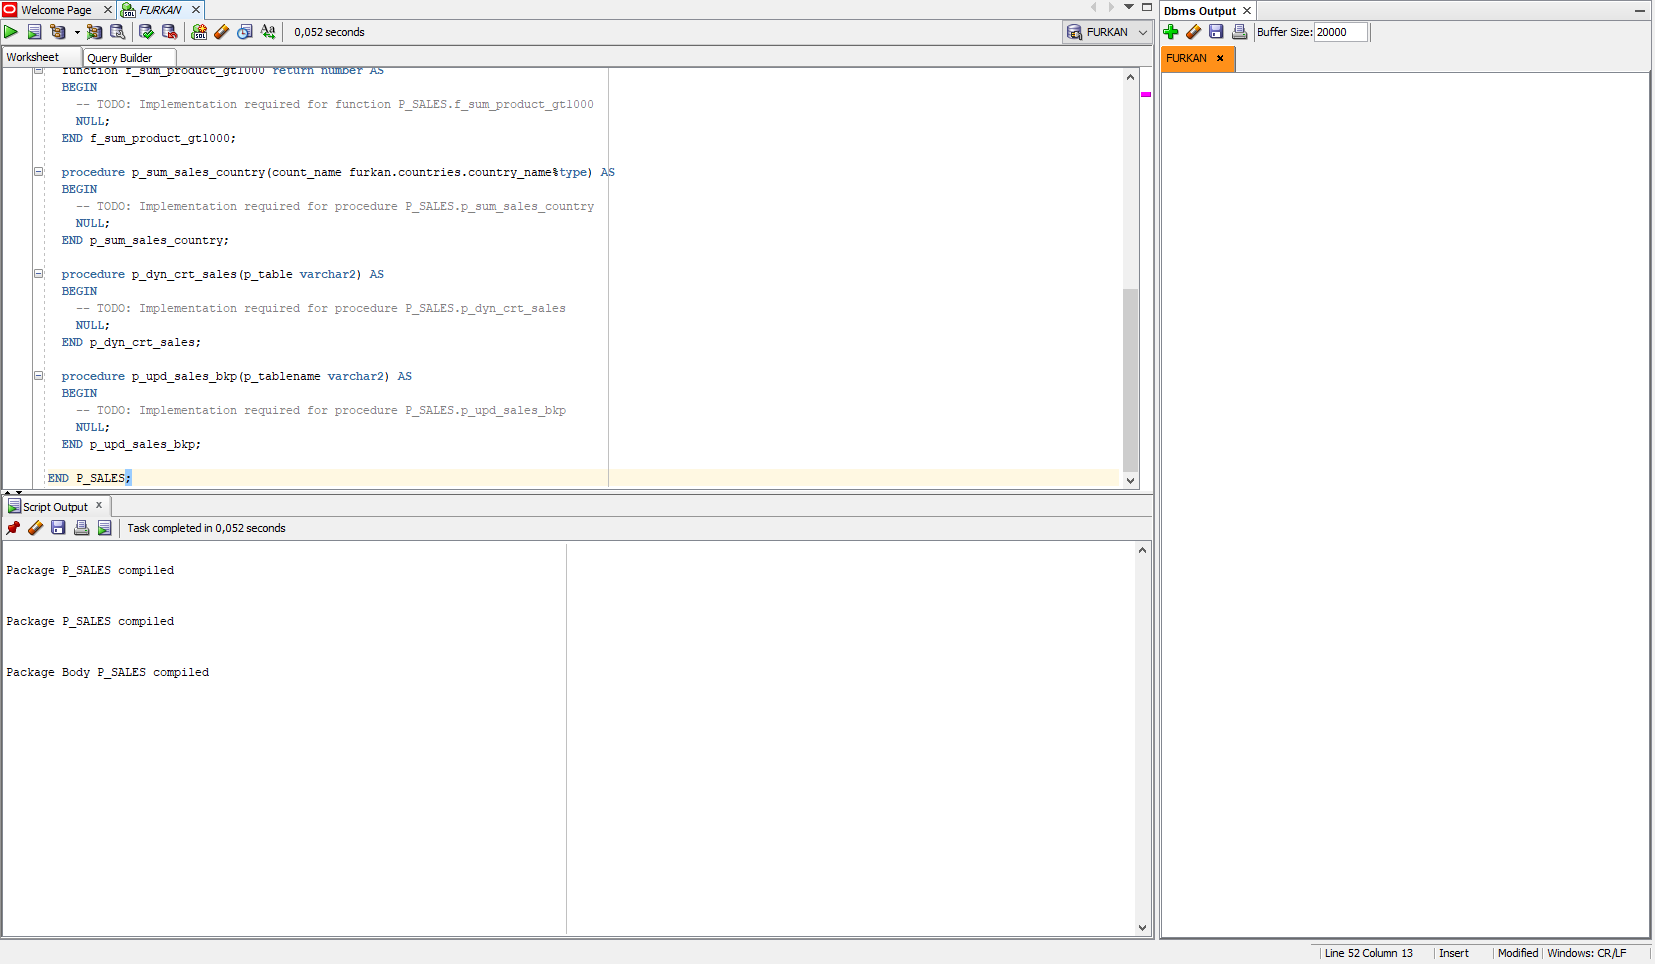 Welcome Page
FURKAN
0,052 seconds
FURKAN
Worksheet
Query Builder
function f_sum_product_gt1000 return number AS
BEGIN
-- TODO: Implementation required for function P_SALES.f_sum_product_gt1000
NULL;
END f_sum_product_gt1000;
procedure p_sum_sales_country(count_name furkan.countries.country_name%type) AS
BEGIN
-- TODO: Implementation required for procedure P_SALES.p_sum_sales_country
NULL;
END p_sum_sales_country;
procedure p_dyn_crt_sales(p_table varchar2) AS
BEGIN
-- TODO: Implementation required for procedure P_SALES.p_dyn_crt_sales
NULL;
END p_dyn_crt_sales;
procedure p_upd_sales_bkp(p_tablename varchar2) AS
BEGIN
-- TODO: Implementation required for procedure P_SALES.p_upd_sales_bkp
NULL;
END p_upd_sales_bkp;
END P_SALES;
Script Output
Task completed in 0,052 seconds
Package P_SALES compiled
Package P_SALES compiled
Package Body P_SALES compiled
Dbms Output
Buffer Size: 20000
FURKAN
Line 52 Column 13
Insert
Modified
Windows: CR/LF